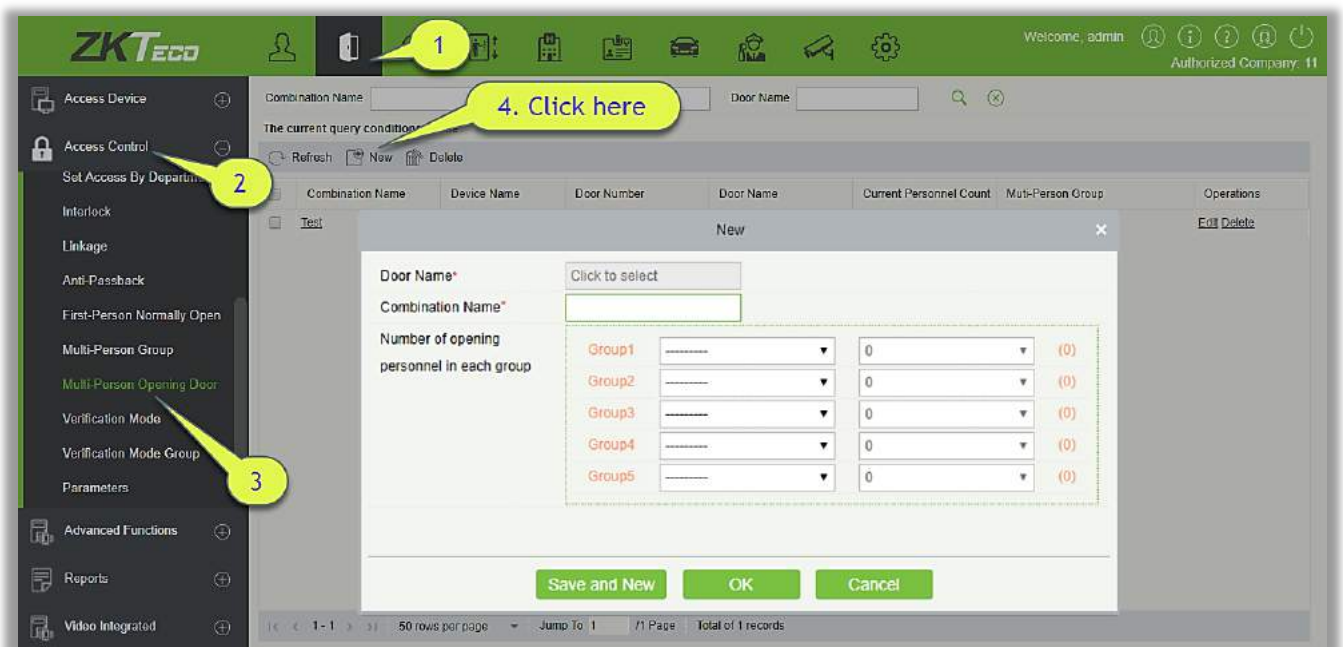 ZKTeco
1
Welcome, admin
Authorized Company: 11
Access Device
Combination Name
Door Name
4. Click here
The current query condition
Access Control
2
Refresh New Delete
Set Access By Departm
Combination Name Device Name Door Number Door Name Current Personnel Count Muti-Person Group Operations
Interlock
Test
Edit Delete
New
Linkage
Anti-Passback
Door Name*
Click to select
First-Person Normally Open
Combination Name*
Multi-Person Group
Number of opening
personnel in each group
Group1 --------- 0 (0)
Multi-Person Opening Door
Group2 --------- 0 (0)
Verification Mode
Group3 --------- 0 (0)
Verification Mode Group
Group4 --------- 0 (0)
3
Parameters
Group5 --------- 0 (0)
Advanced Functions
Reports
Save and New OK Cancel
Video Integrated
1-1 50 rows per page Jump To 1 /1 Page Total of 1 records